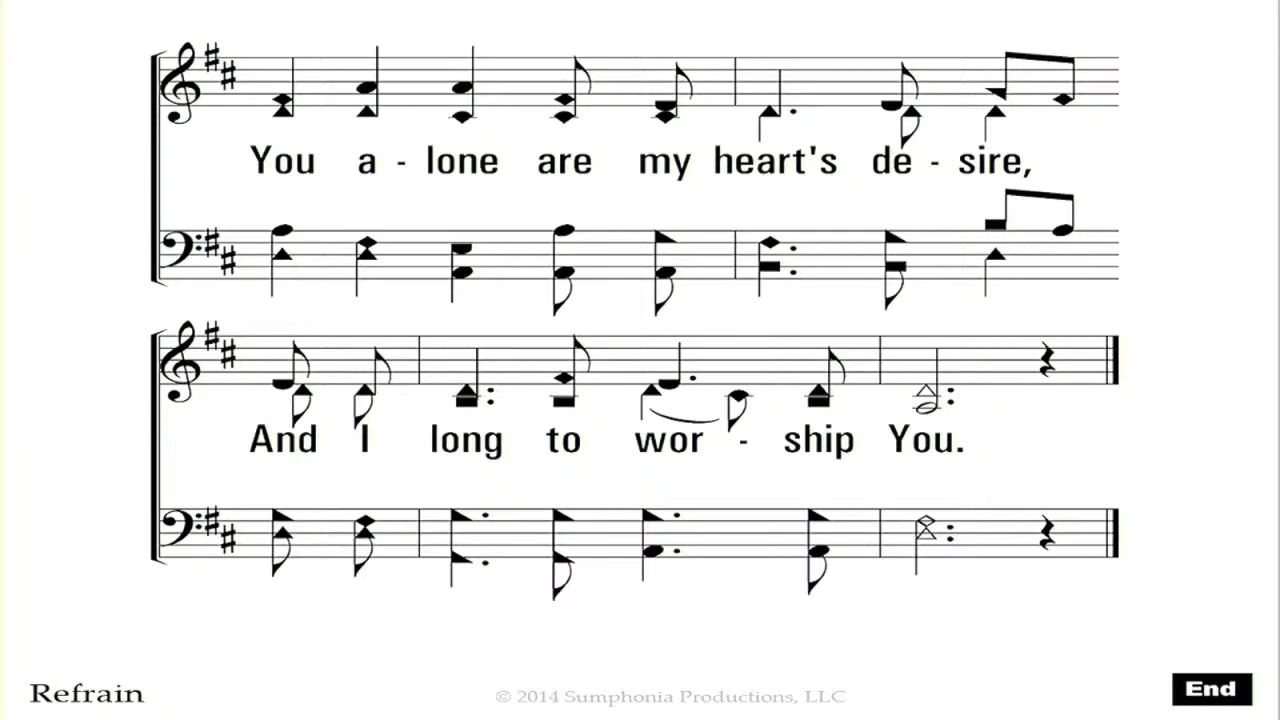 You a - lone are my heart's de - sire,
And I long to wor - ship You.
Refrain
© 2014 Sumphonia Productions, LLC
End